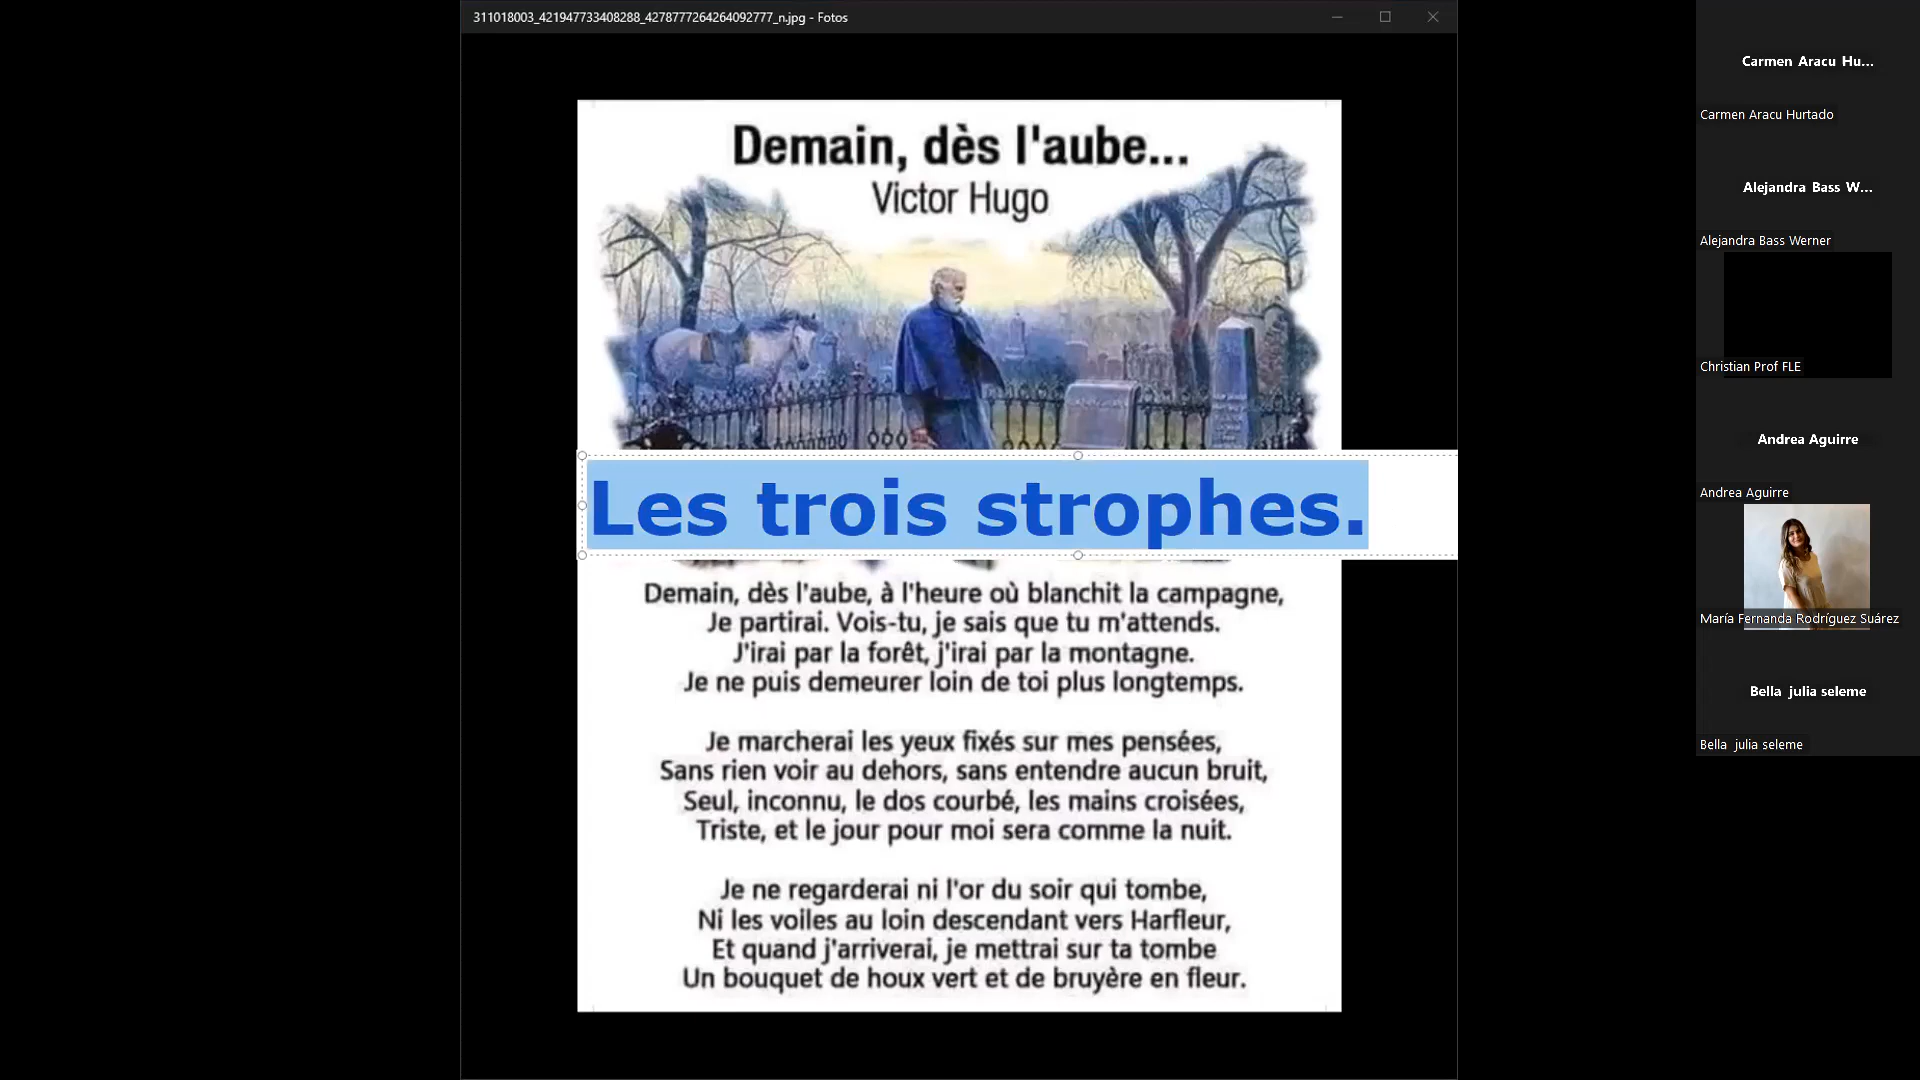 311018003_421947733408288_4278777264264092777_n.jpg - Fotos
Demain, dès l'aube...
Victor Hugo
Les trois strophes.
Demain, dès l'aube, à l'heure où blanchit la campagne,
Je partirai. Vois-tu, je sais que tu m'attends.
J'irai par la forêt, j'irai par la montagne.
Je ne puis demeurer loin de toi plus longtemps.
Je marcherai les yeux fixés sur mes pensées,
Sans rien voir au dehors, sans entendre aucun bruit,
Seul, inconnu, le dos courbé, les mains croisées,
Triste, et le jour pour moi sera comme la nuit.
Je ne regarderai ni l'or du soir qui tombe,
Ni les voiles au loin descendant vers Harfleur,
Et quand j'arriverai, je mettrai sur ta tombe
Un bouquet de houx vert et de bruyère en fleur.
Carmen Aracu Hu...
Carmen Aracu Hurtado
Alejandra Bass W...
Alejandra Bass Werner
Christian Prof FLE
Andrea Aguirre
Andrea Aguirre
María Fernanda Rodríguez Suárez
Bella julia seleme
Bella julia seleme